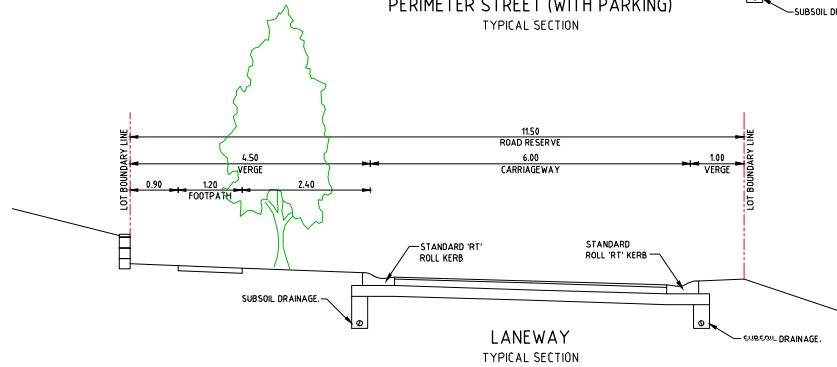 PERIMETER STREET (WITH PARKING)
TYPICAL SECTION
SUBSOIL
11.50
ROAD RESERVE
4.50
VERGE
6.00
CARRIAGEWAY
1.00
VERGE
0.90
1.20
FOOTPATH
2.40
LOT BOUNDARY LINE
LOT BOUNDARY LINE
STANDARD 'RT'
ROLL KERB
STANDARD
ROLL 'RT' KERB
SUBSOIL DRAINAGE.
SUBSOIL DRAINAGE.
LANEWAY
TYPICAL SECTION